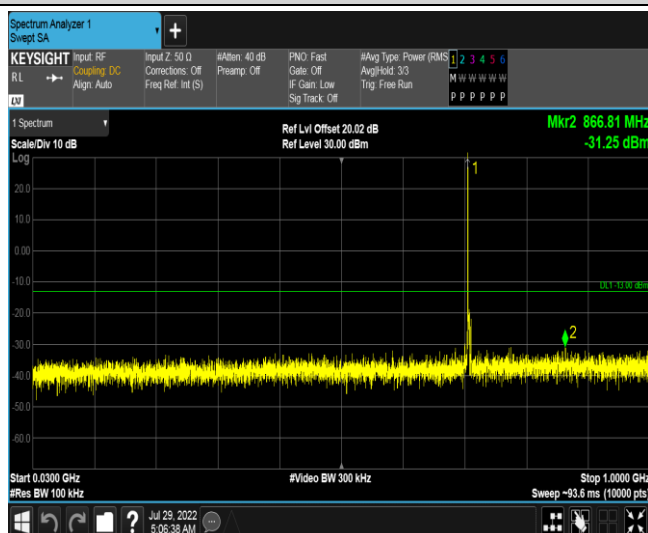 Spectrum Analyzer 1
Swept SA
+
KEYSIGHT
RL
LXI
Input: RF
Coupling: DC
Align: Auto
Input Z: 50 Ω
Corrections: Off
Freq Ref: Int (S)
#Atten: 40 dB
Preamp: Off
PNO: Fast
Gate: Off
IF Gain: Low
Sig Track: Off
#Avg Type: Power (RMS
Avg|Hold: 3/3
Trig: Free Run
1 2 3 4 5 6
M W W W W W
P P P P P P
1 Spectrum
Scale/Div 10 dB
Ref Lvl Offset 20.02 dB
Ref Level 30.00 dBm
Mkr2 866.81 MHz
-31.25 dBm
Log
1
20.0
10.0
0.00
-10.0
DL1 -13.00 dBm
-20.0
-30.0
2
-40.0
-50.0
-60.0
Start 0.0300 GHz
#Video BW 300 kHz
Stop 1.0000 GHz
#Res BW 100 kHz
Sweep ~93.6 ms (10000 pts)
?
Jul 29, 2022
5:06:38 AM